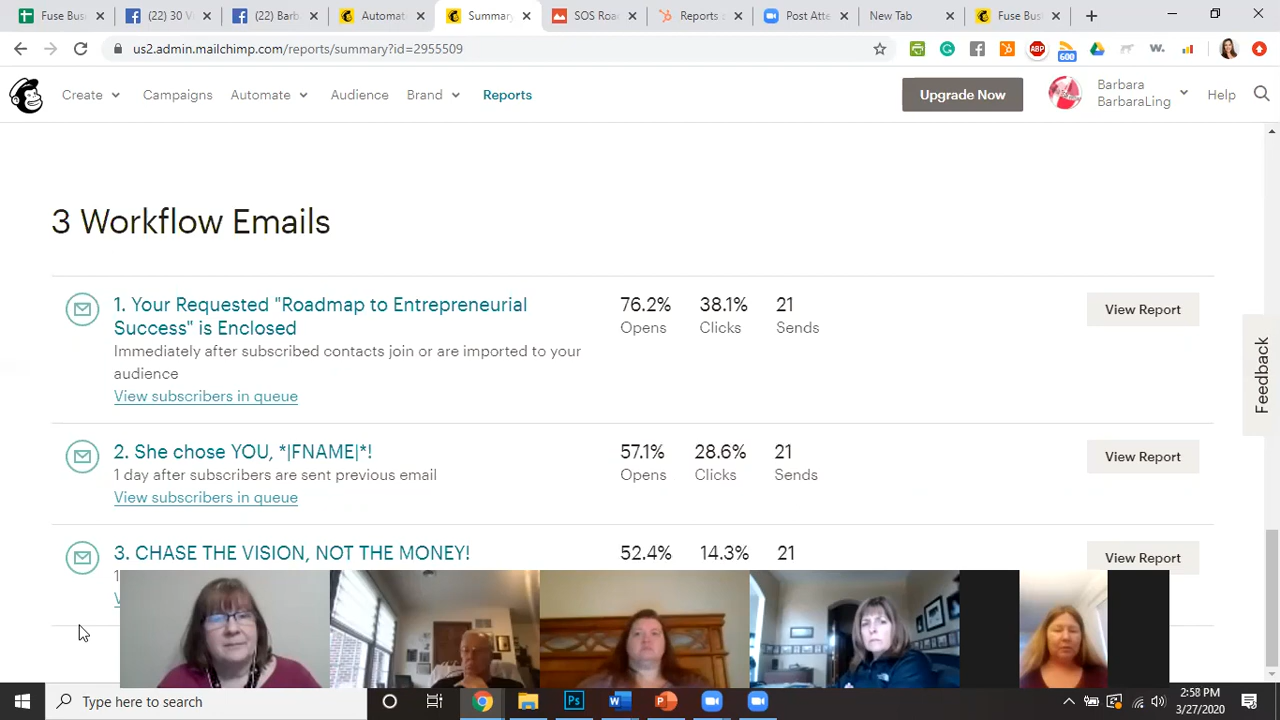 Fuse Bus
(22) 30 V
(22) Barb
Automat
Summary
SOS Roa
Reports
Post Atte
New Tab
Fuse Bus
us2.admin.mailchimp.com/reports/summary?id=2955509
ABP
600
w.
Create
Campaigns
Automate
Audience
Brand
Reports
Upgrade Now
Barbara
BarbaraLing
Help
3 Workflow Emails
1. Your Requested "Roadmap to Entrepreneurial
Success" is Enclosed
Immediately after subscribed contacts join or are imported to your
audience
View subscribers in queue
76.2%
Opens
38.1%
Clicks
21
Sends
View Report
2. She chose YOU, *|FNAME|*!
1 day after subscribers are sent previous email
View subscribers in queue
57.1%
Opens
28.6%
Clicks
21
Sends
View Report
3. CHASE THE VISION, NOT THE MONEY!
52.4%
14.3%
21
View Report
Feedback
Type here to search
2:58 PM
3/27/2020